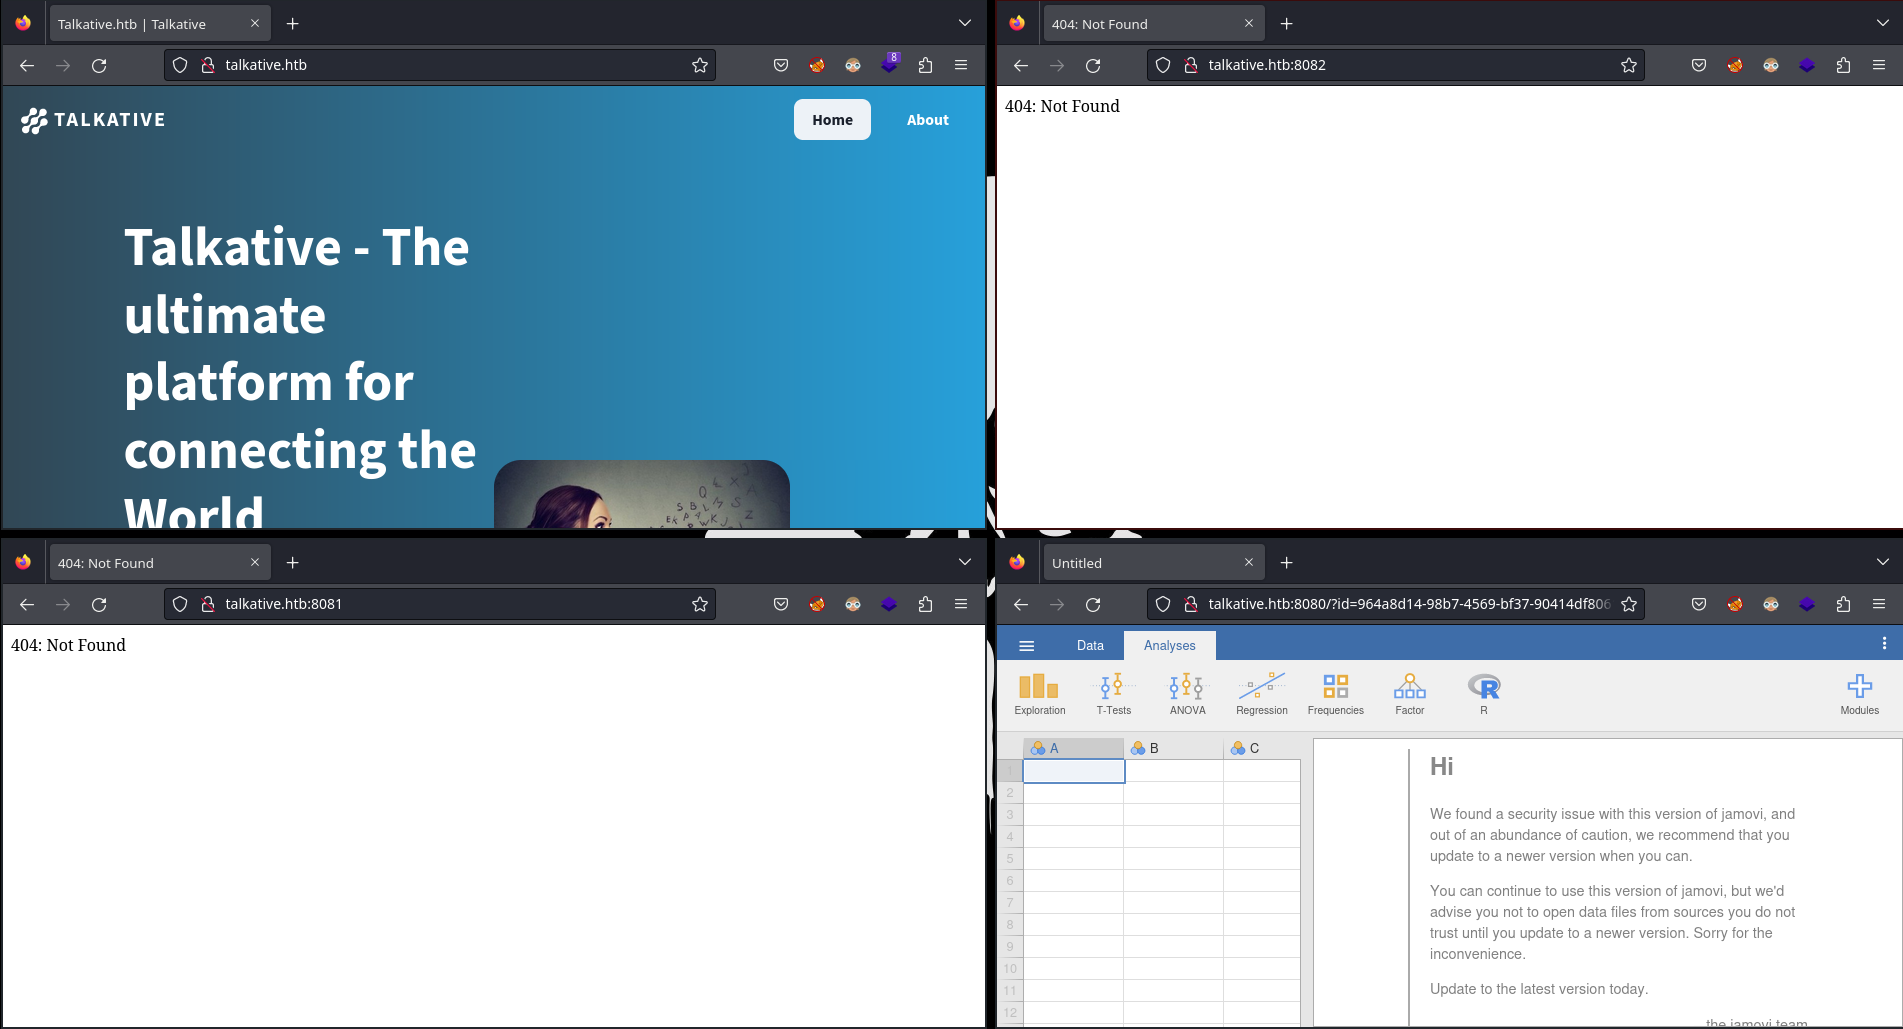 Talkative.htb | Talkative
talkative.htb
8
TALKATIVE
Home
About
Talkative - The
ultimate
platform for
connecting the
World
404: Not Found
talkative.htb:8082
404: Not Found
404: Not Found
talkative.htb:8081
404: Not Found
Untitled
talkative.htb:8080/?id=964a8d14-98b7-4569-bf37-90414df806
Data
Analyses
Exploration
T-Tests
ANOVA
Regression
Frequencies
Factor
R
Modules
A
B
C
1
2
3
4
5
6
7
8
9
10
11
12
Hi
We found a security issue with this version of jamovi, and
out of an abundance of caution, we recommend that you
update to a newer version when you can.
You can continue to use this version of jamovi, but we'd
advise you not to open data files from sources you do not
trust until you update to a newer version. Sorry for the
inconvenience.
Update to the latest version today.
the jamovi team